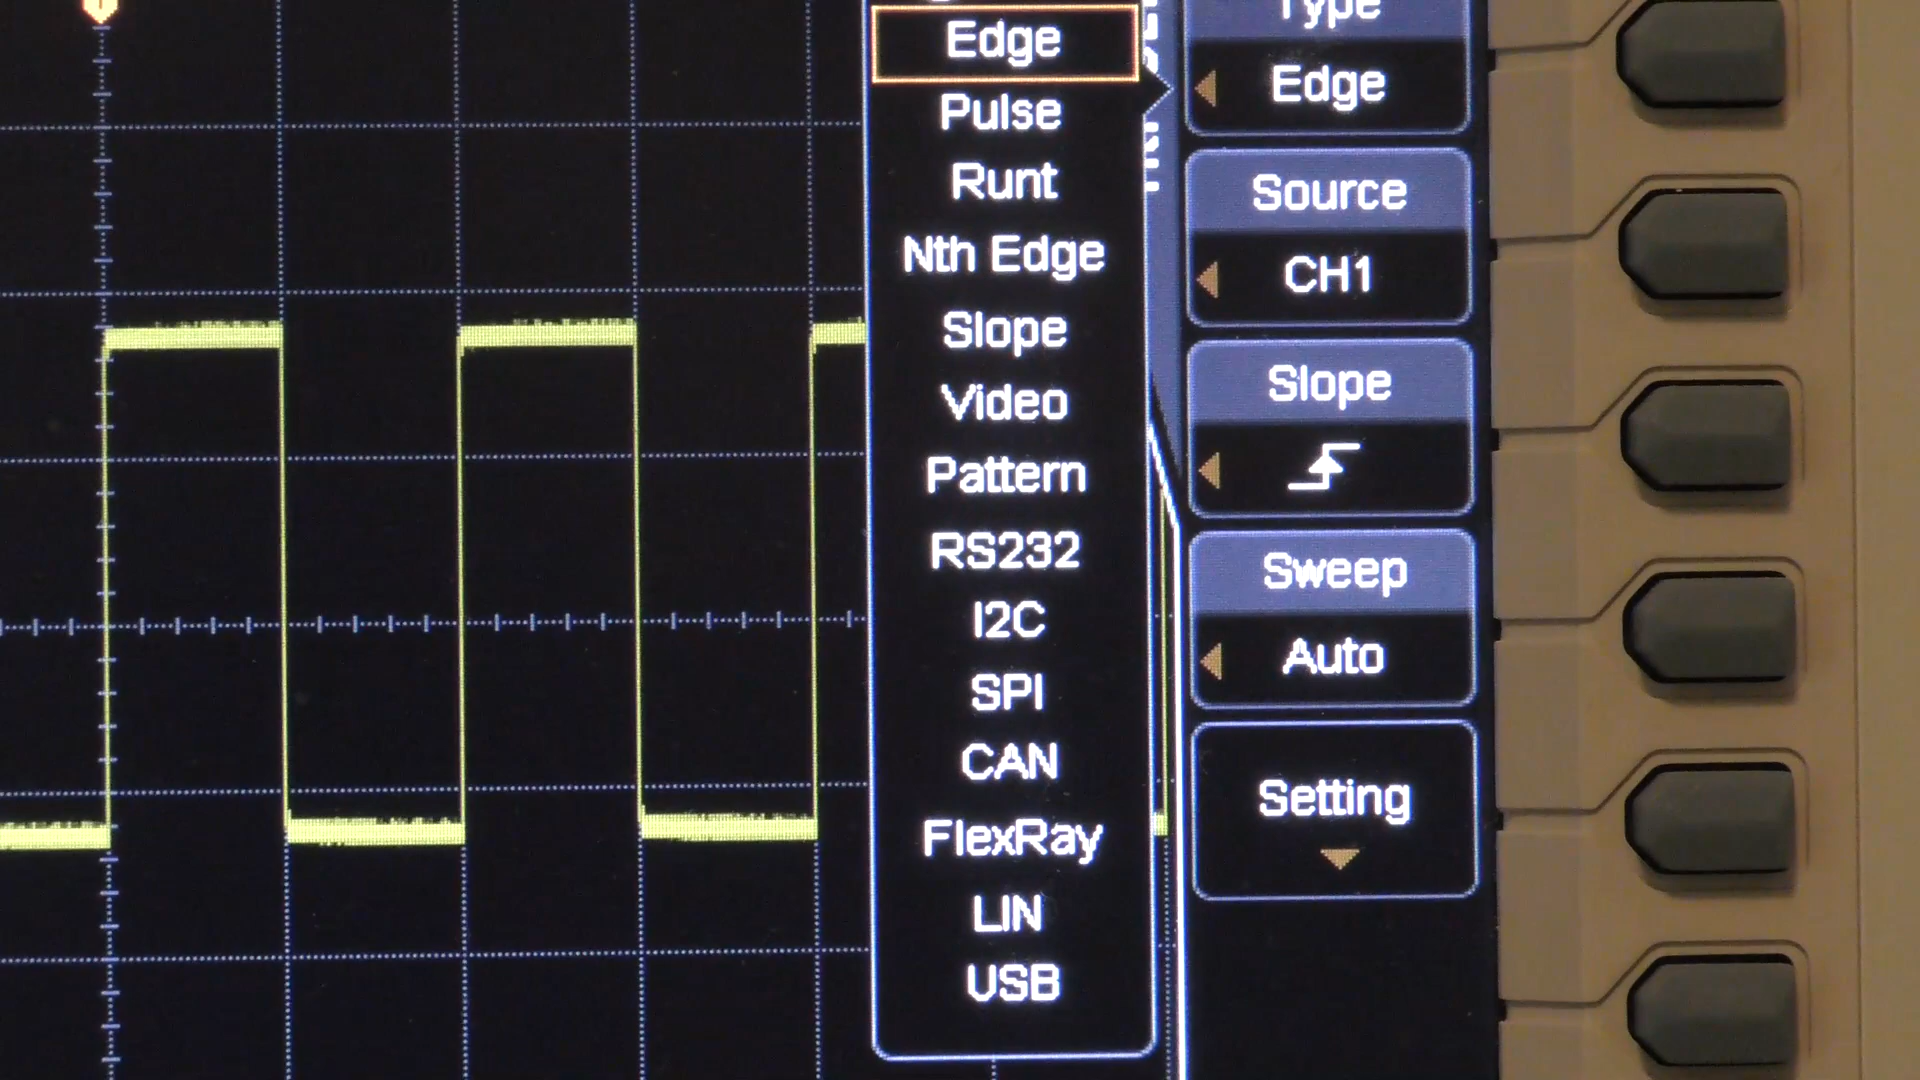 Edge
Pulse
Runt
Nth Edge
Slope
Video
Pattern
RS232
I2C
SPI
CAN
FlexRay
LIN
USB
Type
Edge
Source
CH1
Slope
Sweep
Auto
Setting